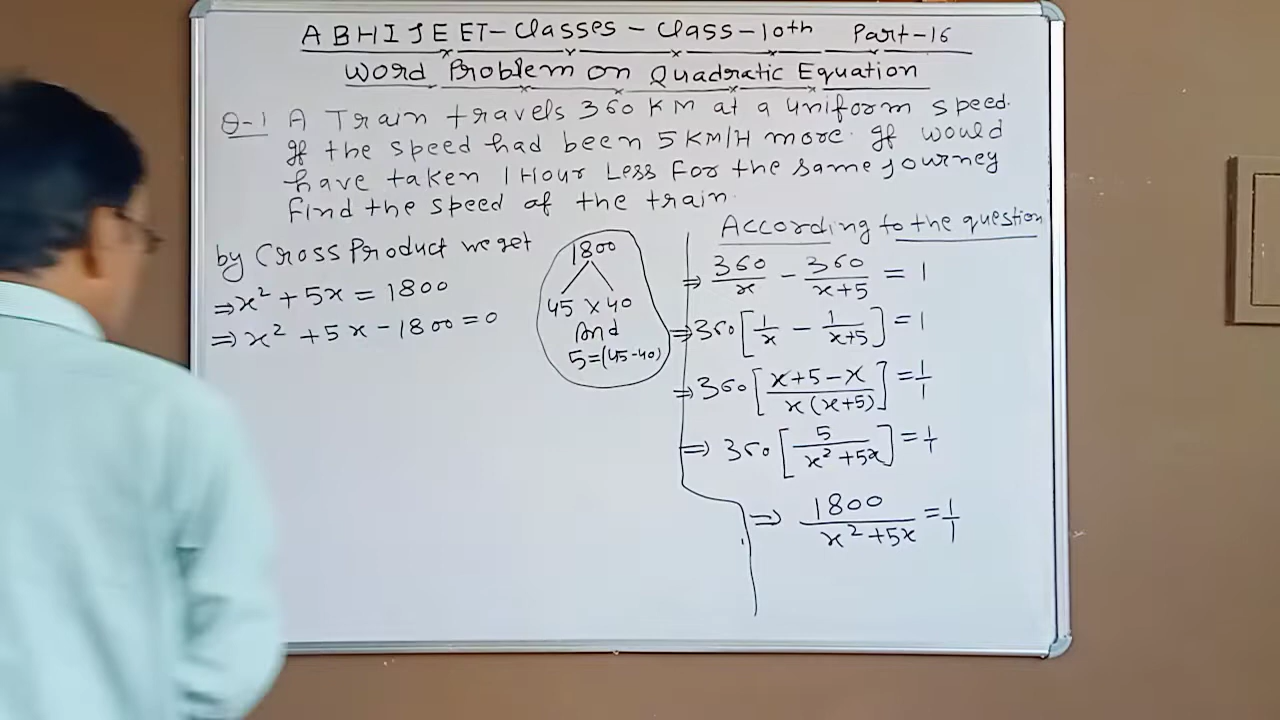 ABHIJEET-Classes-Class-10th Part-16
Word Problem on Quadratic Equation
Q-1 A Train travels 360 KM at a uniform speed.
If the speed had been 5 KM/H more. If would
have taken 1 Hour Less For the same Journey
Find the speed of the train.
According to the question
⇒ 360/x - 360/x+5 = 1
⇒ 360[1/x - 1/x+5] = 1
⇒ 360[x+5-x/x(x+5)] = 1/1
⇒ 360[5/x²+5x] = 1/1
⇒ 1800/x²+5x = 1/1
by Cross Product we get
⇒ x² + 5x = 1800
⇒ x² + 5x - 1800 = 0
1800
45 x 40
And
5=(45-40)